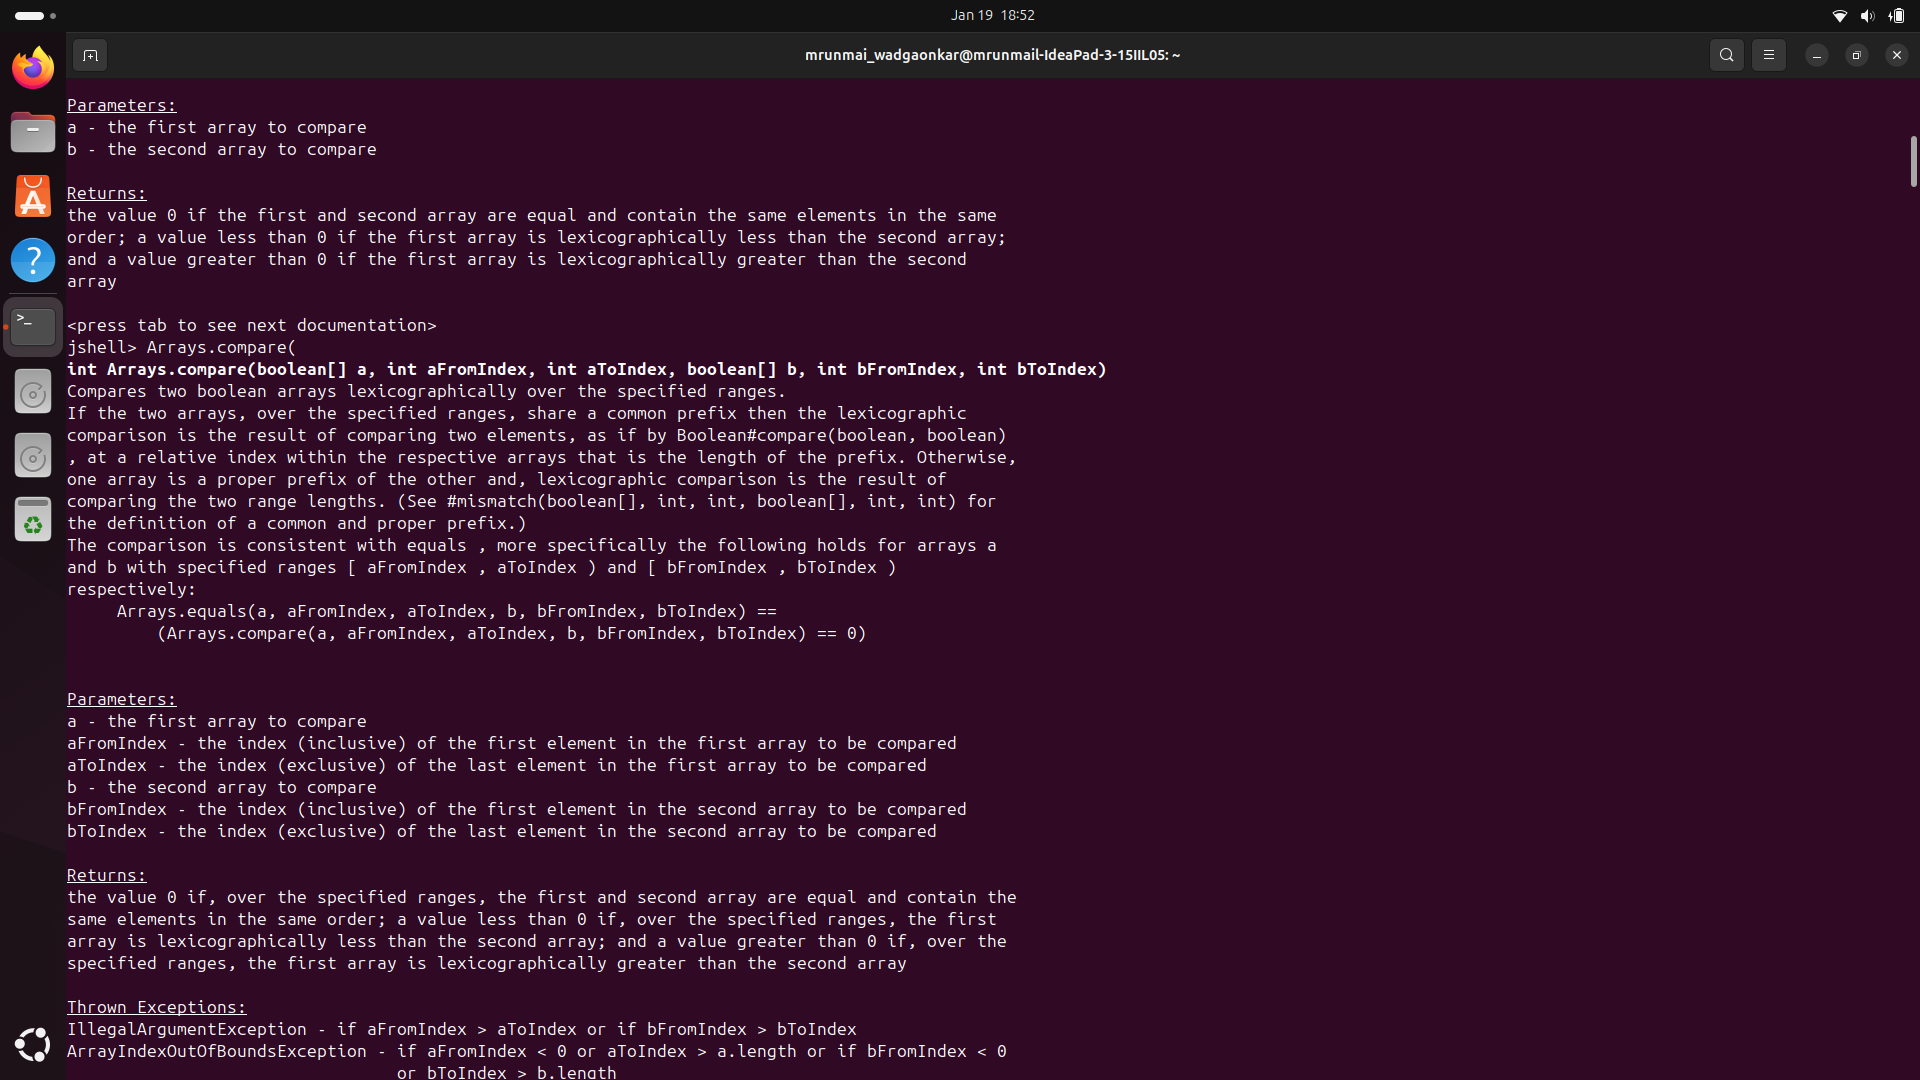 Jan 19 18:52
mrunmai_wadgaonkar@mrunmail-IdeaPad-3-15IIL05: ~
Parameters:
a - the first array to compare
b - the second array to compare
Returns:
the value 0 if the first and second array are equal and contain the same elements in the same
order; a value less than 0 if the first array is lexicographically less than the second array;
and a value greater than 0 if the first array is lexicographically greater than the second
array
<press tab to see next documentation>
jshell> Arrays.compare(
int Arrays.compare(boolean[] a, int aFromIndex, int aToIndex, boolean[] b, int bFromIndex, int bToIndex)
Compares two boolean arrays lexicographically over the specified ranges.
If the two arrays, over the specified ranges, share a common prefix then the lexicographic
comparison is the result of comparing two elements, as if by Boolean#compare(boolean, boolean)
, at a relative index within the respective arrays that is the length of the prefix. Otherwise,
one array is a proper prefix of the other and, lexicographic comparison is the result of
comparing the two range lengths. (See #mismatch(boolean[], int, int, boolean[], int, int) for
the definition of a common and proper prefix.)
The comparison is consistent with equals , more specifically the following holds for arrays a
and b with specified ranges [ aFromIndex , aToIndex ) and [ bFromIndex , bToIndex )
respectively:
Arrays.equals(a, aFromIndex, aToIndex, b, bFromIndex, bToIndex) ==
(Arrays.compare(a, aFromIndex, aToIndex, b, bFromIndex, bToIndex) == 0)
Parameters:
a - the first array to compare
aFromIndex - the index (inclusive) of the first element in the first array to be compared
aToIndex - the index (exclusive) of the last element in the first array to be compared
b - the second array to compare
bFromIndex - the index (inclusive) of the first element in the second array to be compared
bToIndex - the index (exclusive) of the last element in the second array to be compared
Returns:
the value 0 if, over the specified ranges, the first and second array are equal and contain the
same elements in the same order; a value less than 0 if, over the specified ranges, the first
array is lexicographically less than the second array; and a value greater than 0 if, over the
specified ranges, the first array is lexicographically greater than the second array
Thrown Exceptions:
IllegalArgumentException - if aFromIndex > aToIndex or if bFromIndex > bToIndex
ArrayIndexOutOfBoundsException - if aFromIndex < 0 or aToIndex > a.length or if bFromIndex < 0
or bToIndex > b.length